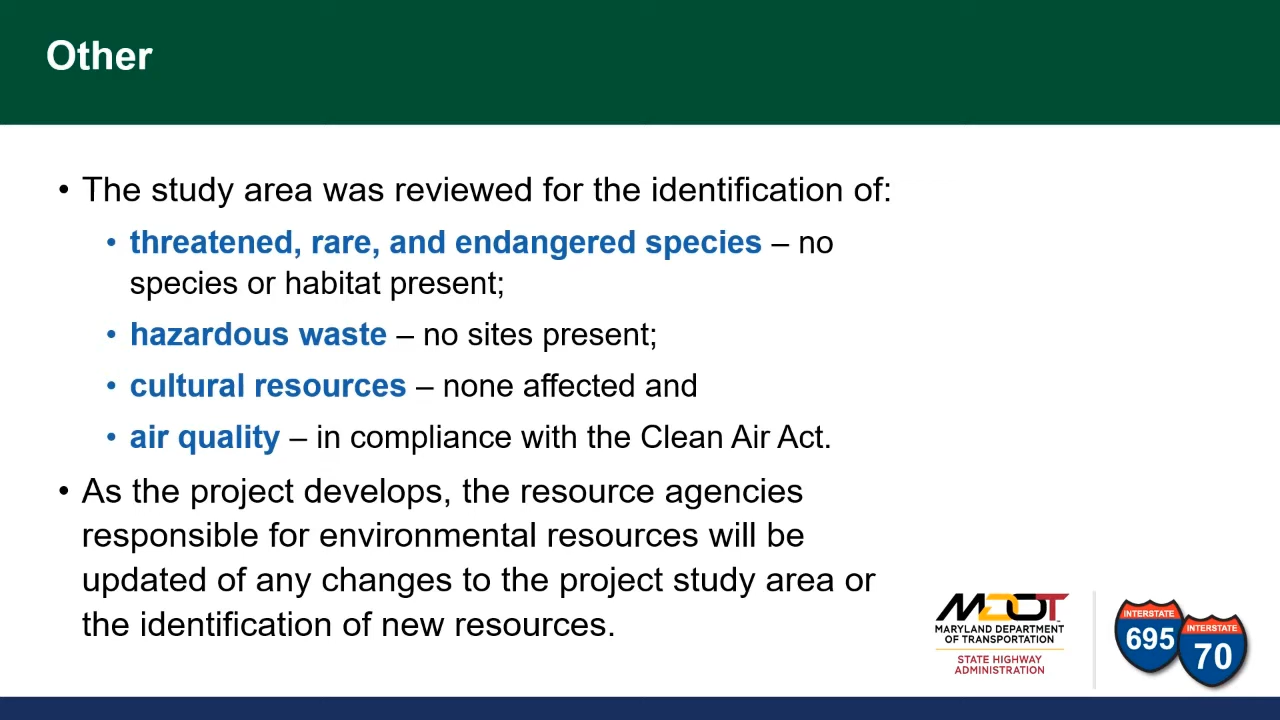 Other
• The study area was reviewed for the identification of:
• threatened, rare, and endangered species – no
species or habitat present;
• hazardous waste – no sites present;
• cultural resources – none affected and
• air quality – in compliance with the Clean Air Act.
• As the project develops, the resource agencies
responsible for environmental resources will be
updated of any changes to the project study area or
the identification of new resources.
MDOT
MARYLAND DEPARTMENT
OF TRANSPORTATION
STATE HIGHWAY
ADMINISTRATION
INTERSTATE
695
INTERSTATE
70